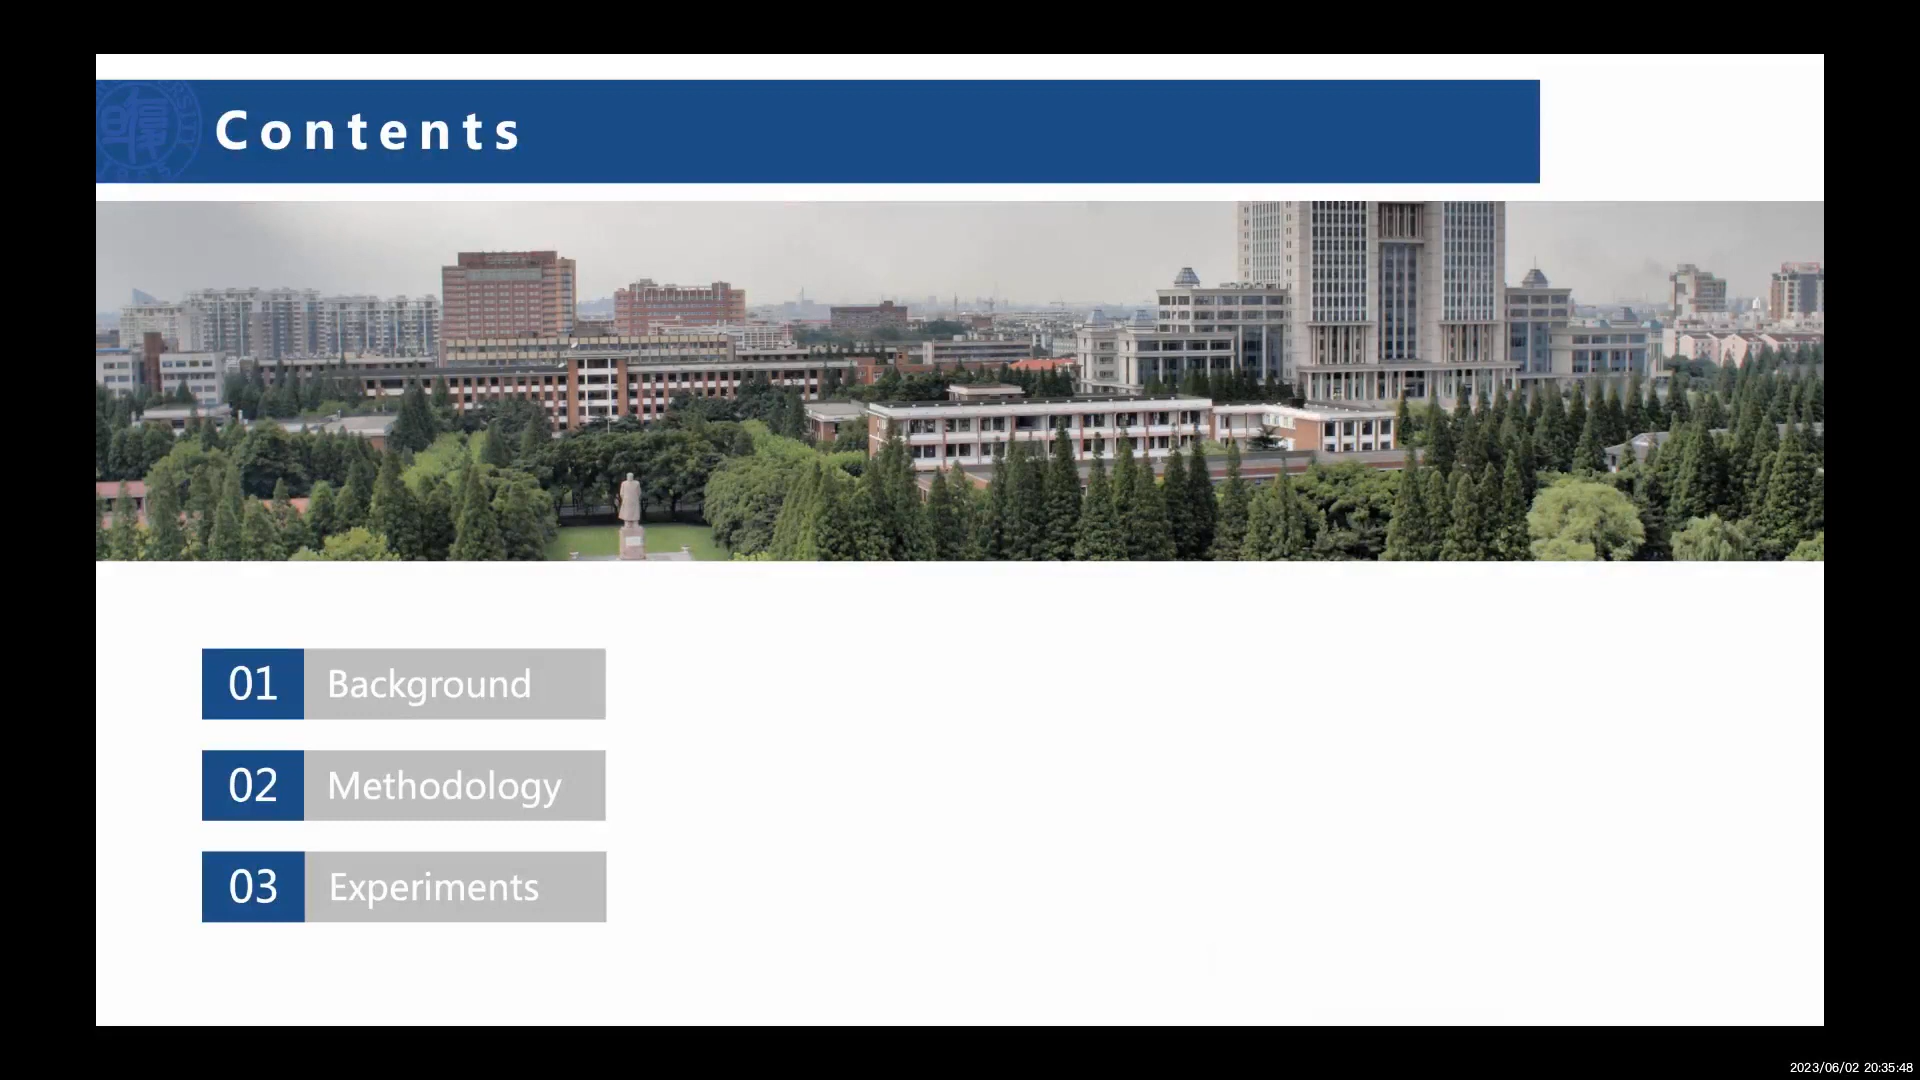 Contents
01 Background
02 Methodology
03 Experiments
2023/06/02 20:35:48